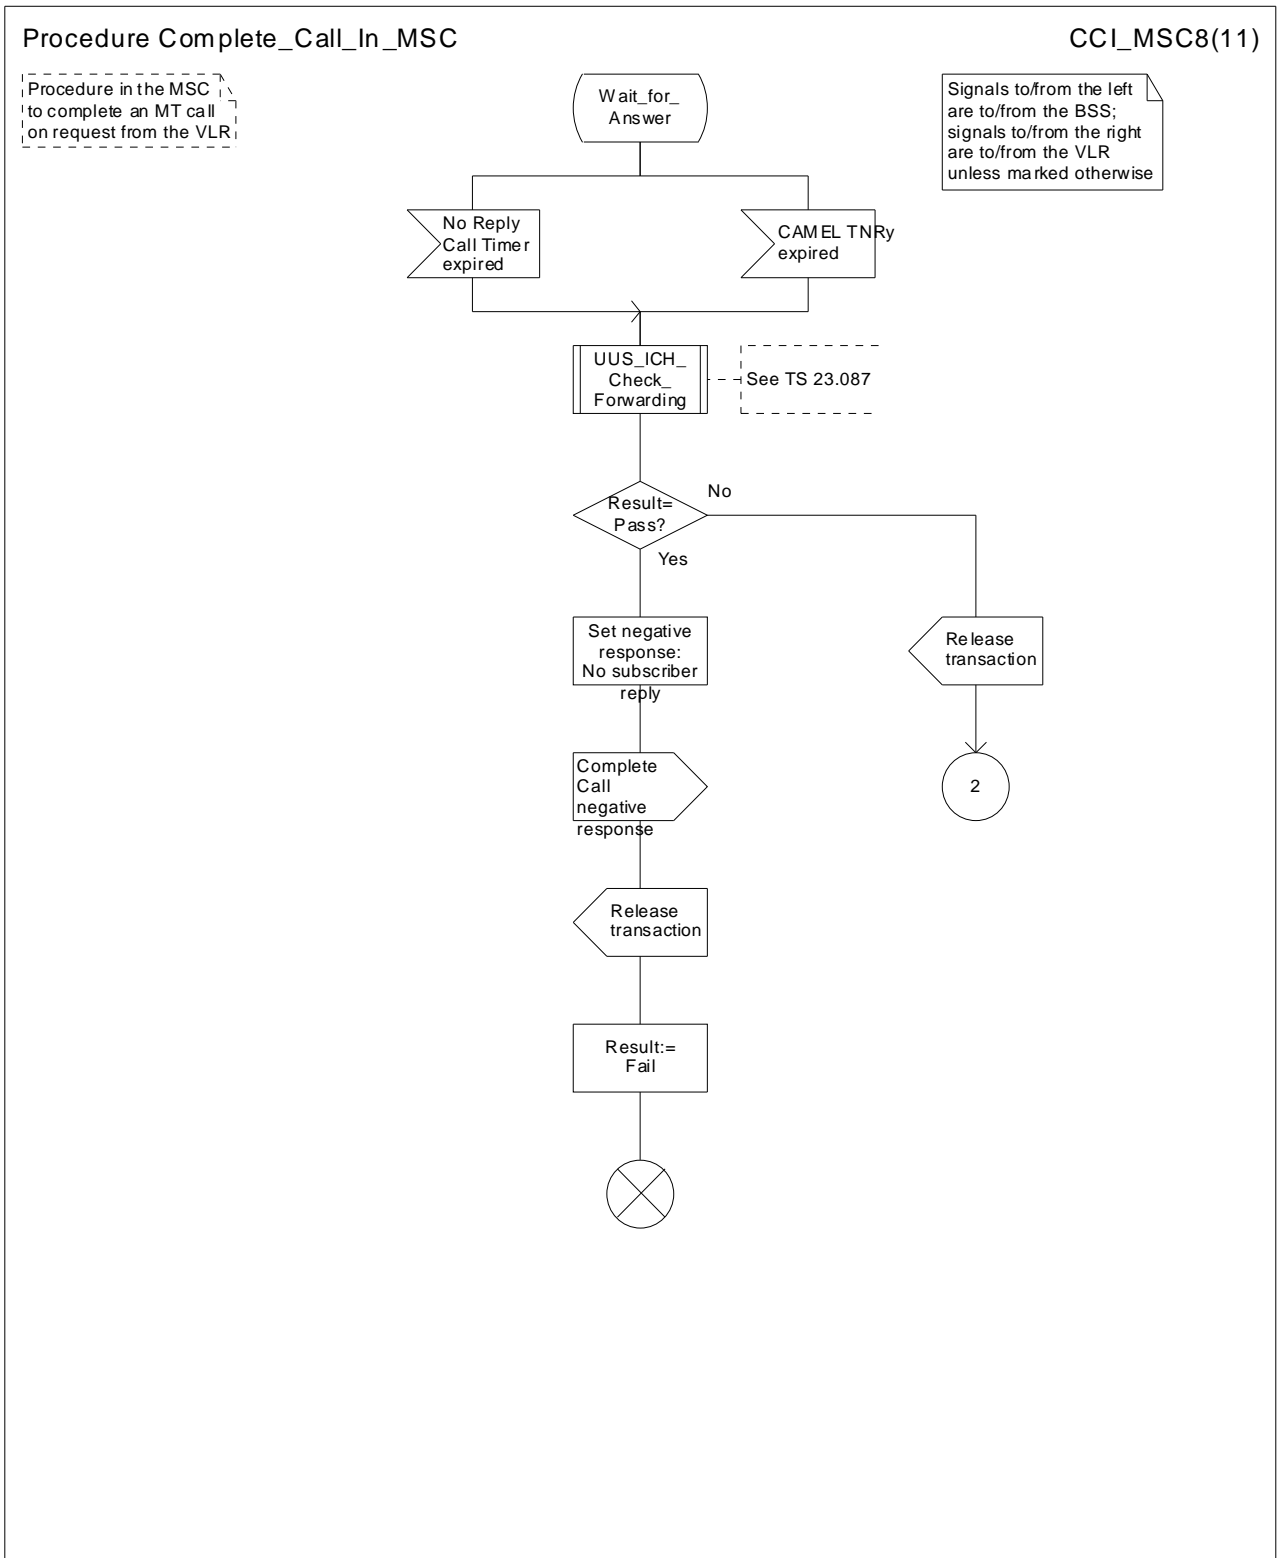 Procedure Complete_Call_In_MSC
CCI_MSC8(11)
Procedure in the MSC
to complete an MT call
on request from the VLR
Wait_for_
Answer
Signals to/from the left
are to/from the BSS;
signals to/from the right
are to/from the VLR
unless marked otherwise
No Reply
Call Timer
expired
CAMEL TNRy
expired
UUS_ICH_
Check_
Forwarding
See TS 23.087
Result=
Pass?
No
Yes
Set negative
response:
No subscriber
reply
Release
transaction
Complete
Call
negative
response
2
Release
transaction
Result:=
Fail